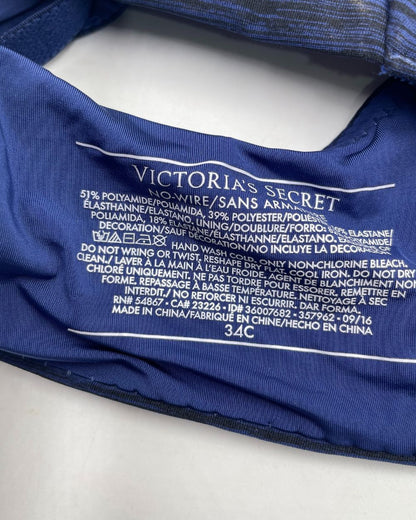 VICTORIA'S SECRET
NO-WIRE/SANS ARMA
51% POLYAMIDE/POLIAMIDA, 39% POLYESTER/POLIÉS
ÉLASTHANNE/ELASTANO. LINING/DOUBLURE/FORRO:
POLIAMIDA, 18% ELASTANE/ÉLASTHANNE/ELASTANO.
DECORATION/SAUF DÉCORATION/NO INCLUYE DECORACIÓN
HAND WASH COLD. ONLY NONCHLORINE BLEACH.
DO NOT WRING OR TWIST, RESHAPE DRY FLAT. COOL IRON. DO NOT DRY
CLEAN./ LAVER À LA MAIN À L'EAU FROIDE. AGENT DE BLANCHIMENT NON
CHLORÉ UNIQUEMENT. NE PAS TORDRE POUR ESSORER. REMETTRE EN
FORME. REPASSAGE À BASSE TEMPÉRATURE. NETTOYAGE À SEC
INTERDIT./ NO RETORCER NI ESCURRIR. DAR FORMA.
RN# 54867 • CA# 23226 - ip# 36007682 - 357962 - 09/16
MADE IN CHINA/FABRIQUÉ EN CHINE/HECHO EN CHINA
34C